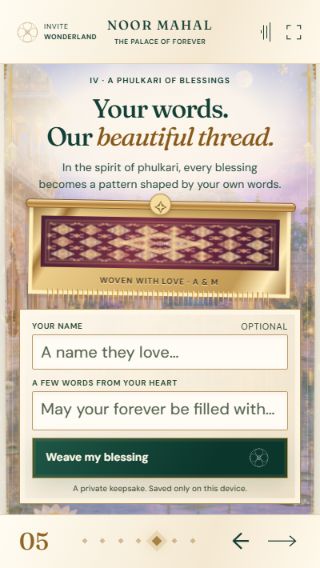 INVITE
WONDERLAND
NOOR MAHAL
THE PALACE OF FOREVER
IV · A PHULKARI OF BLESSINGS
Your words.
Our beautiful thread.
In the spirit of phulkari, every blessing
becomes a pattern shaped by your own words.
WOVEN WITH LOVE · A & M
YOUR NAME
OPTIONAL
A name they love...
A FEW WORDS FROM YOUR HEART
May your forever be filled with...
Weave my blessing
A private keepsake. Saved only on this device.
05